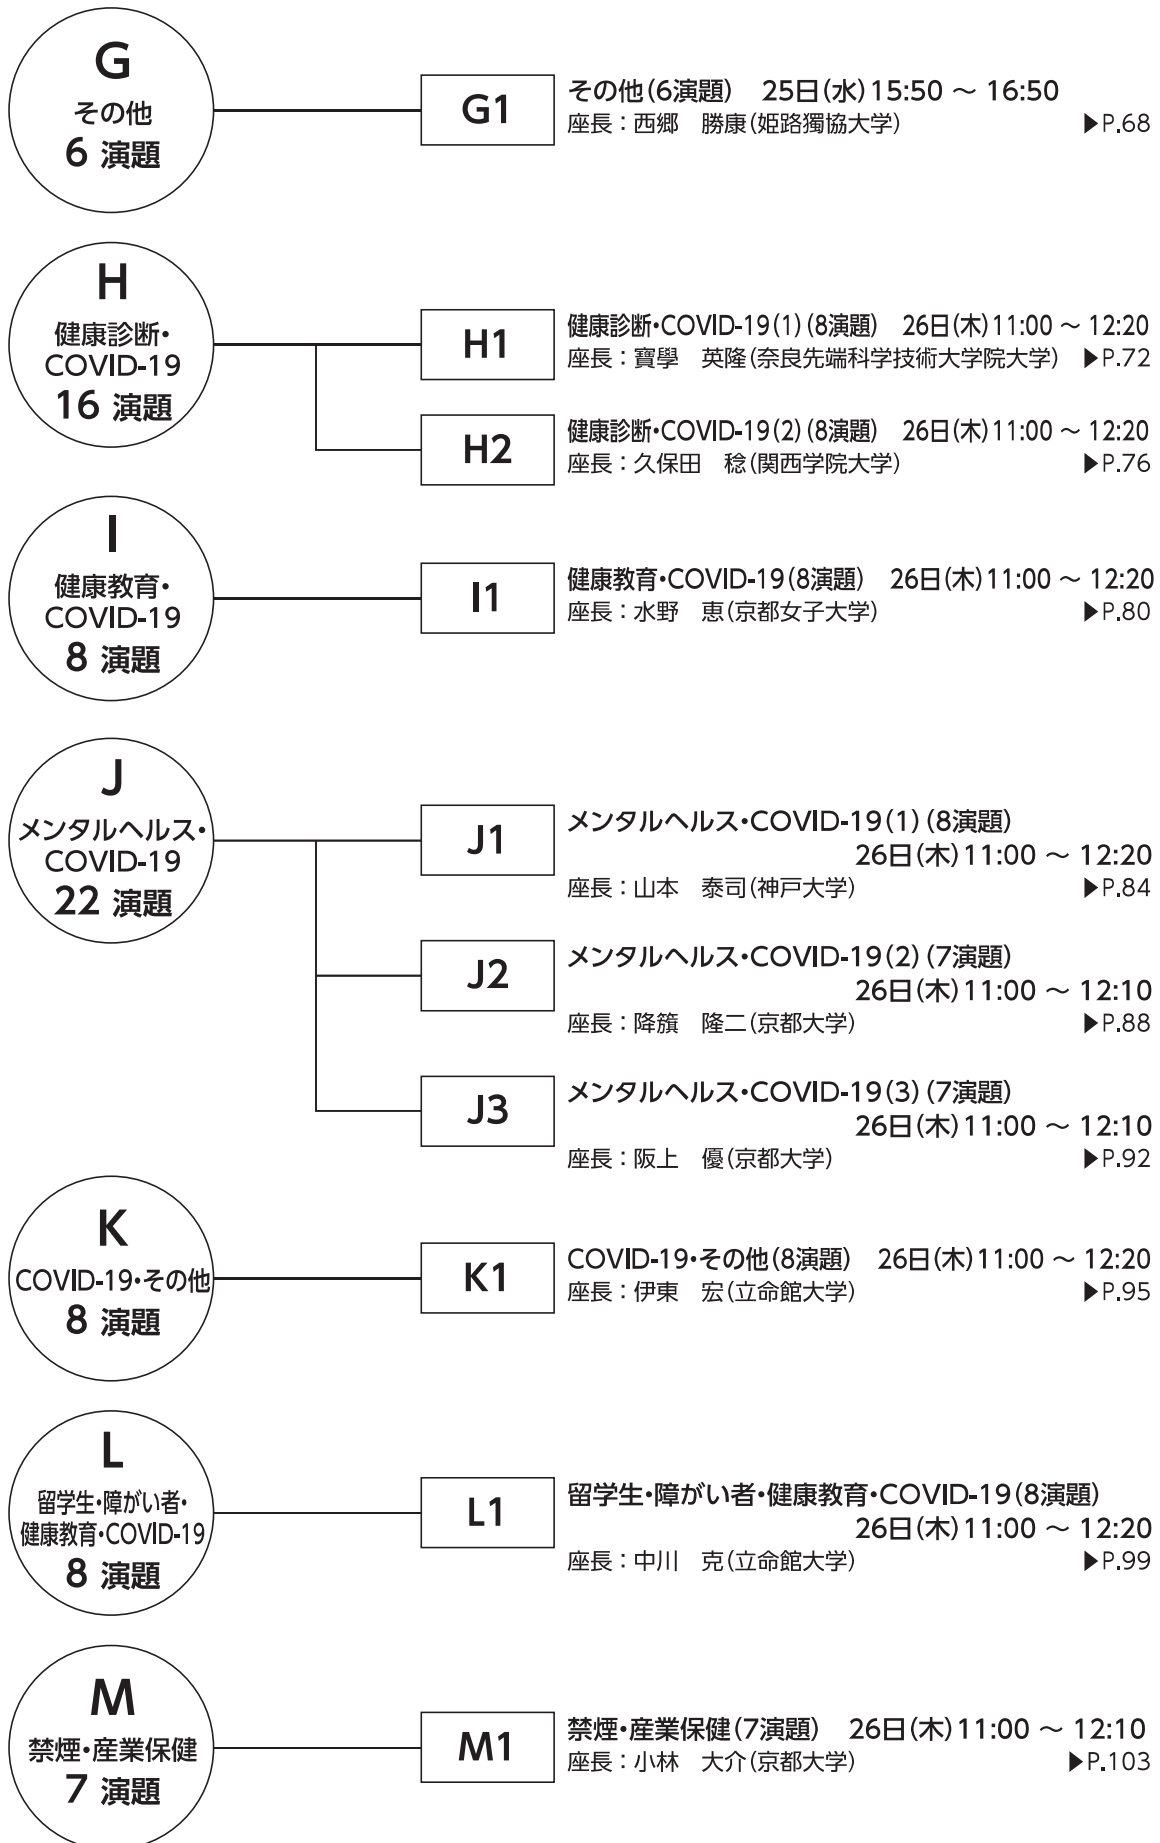 G
その他
6 演題
G1
その他(6演題) 25日(水)15:50 ～ 16:50
座長：西郷 勝康(姫路獨協大学) ▶P.68
H
健康診断・
COVID-19
16 演題
H1
健康診断・COVID-19(1)(8演題) 26日(木)11:00 ～ 12:20
座長：寶學 英隆(奈良先端科学技術大学院大学) ▶P.72
H2
健康診断・COVID-19(2)(8演題) 26日(木)11:00 ～ 12:20
座長：久保田 稔(関西学院大学) ▶P.76
I
健康教育・
COVID-19
8 演題
I1
健康教育・COVID-19(8演題) 26日(木)11:00 ～ 12:20
座長：水野 恵(京都女子大学) ▶P.80
J
メンタルヘルス・
COVID-19
22 演題
J1
メンタルヘルス・COVID-19(1)(8演題)
26日(木)11:00 ～ 12:20
座長：山本 泰司(神戸大学) ▶P.84
J2
メンタルヘルス・COVID-19(2)(7演題)
26日(木)11:00 ～ 12:10
座長：降籏 隆二(京都大学) ▶P.88
J3
メンタルヘルス・COVID-19(3)(7演題)
26日(木)11:00 ～ 12:10
座長：阪上 優(京都大学) ▶P.92
K
COVID-19・その他
8 演題
K1
COVID-19・その他(8演題) 26日(木)11:00 ～ 12:20
座長：伊東 宏(立命館大学) ▶P.95
L
留学生・障がい者・
健康教育・COVID-19
8 演題
L1
留学生・障がい者・健康教育・COVID-19(8演題)
26日(木)11:00 ～ 12:20
座長：中川 克(立命館大学) ▶P.99
M
禁煙・産業保健
7 演題
M1
禁煙・産業保健(7演題) 26日(木)11:00 ～ 12:10
座長：小林 大介(京都大学) ▶P.103